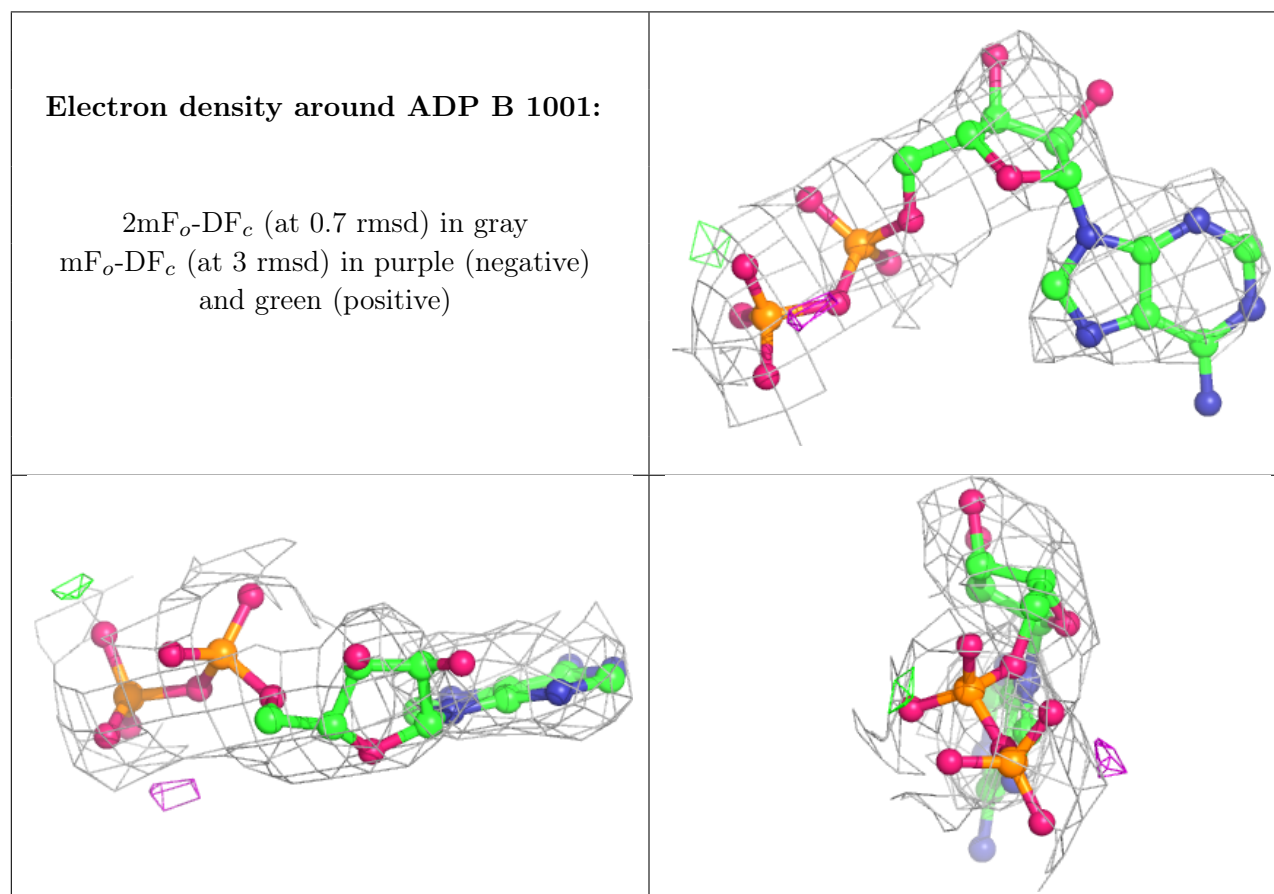 Electron density around ADP B 1001:
2mFo-DFc (at 0.7 rmsd) in gray
mFo-DFc (at 3 rmsd) in purple (negative)
and green (positive)